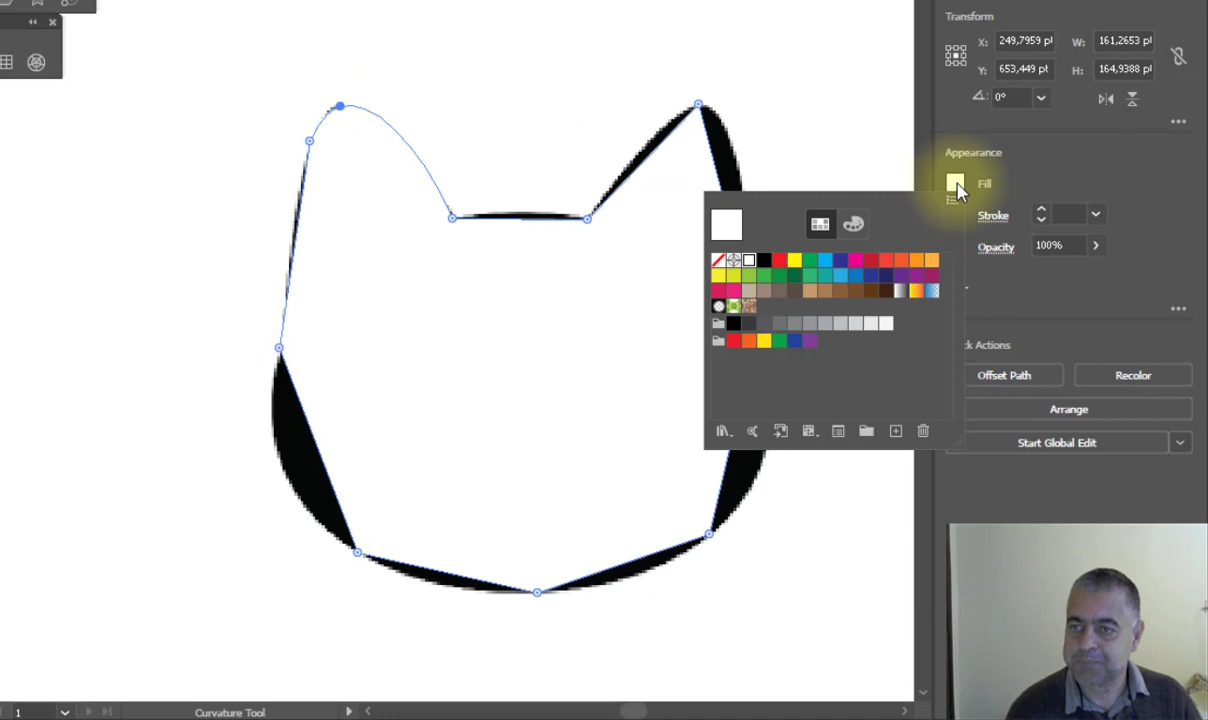 Transform
X: 249,7959 pt W: 161,2653 pt
Y: 653,449 pt H: 164,9388 pt
0°
Appearance
Fill
Stroke
Opacity 100%
ck Actions
Offset Path Recolor
Arrange
Start Global Edit
1 Curvature Tool